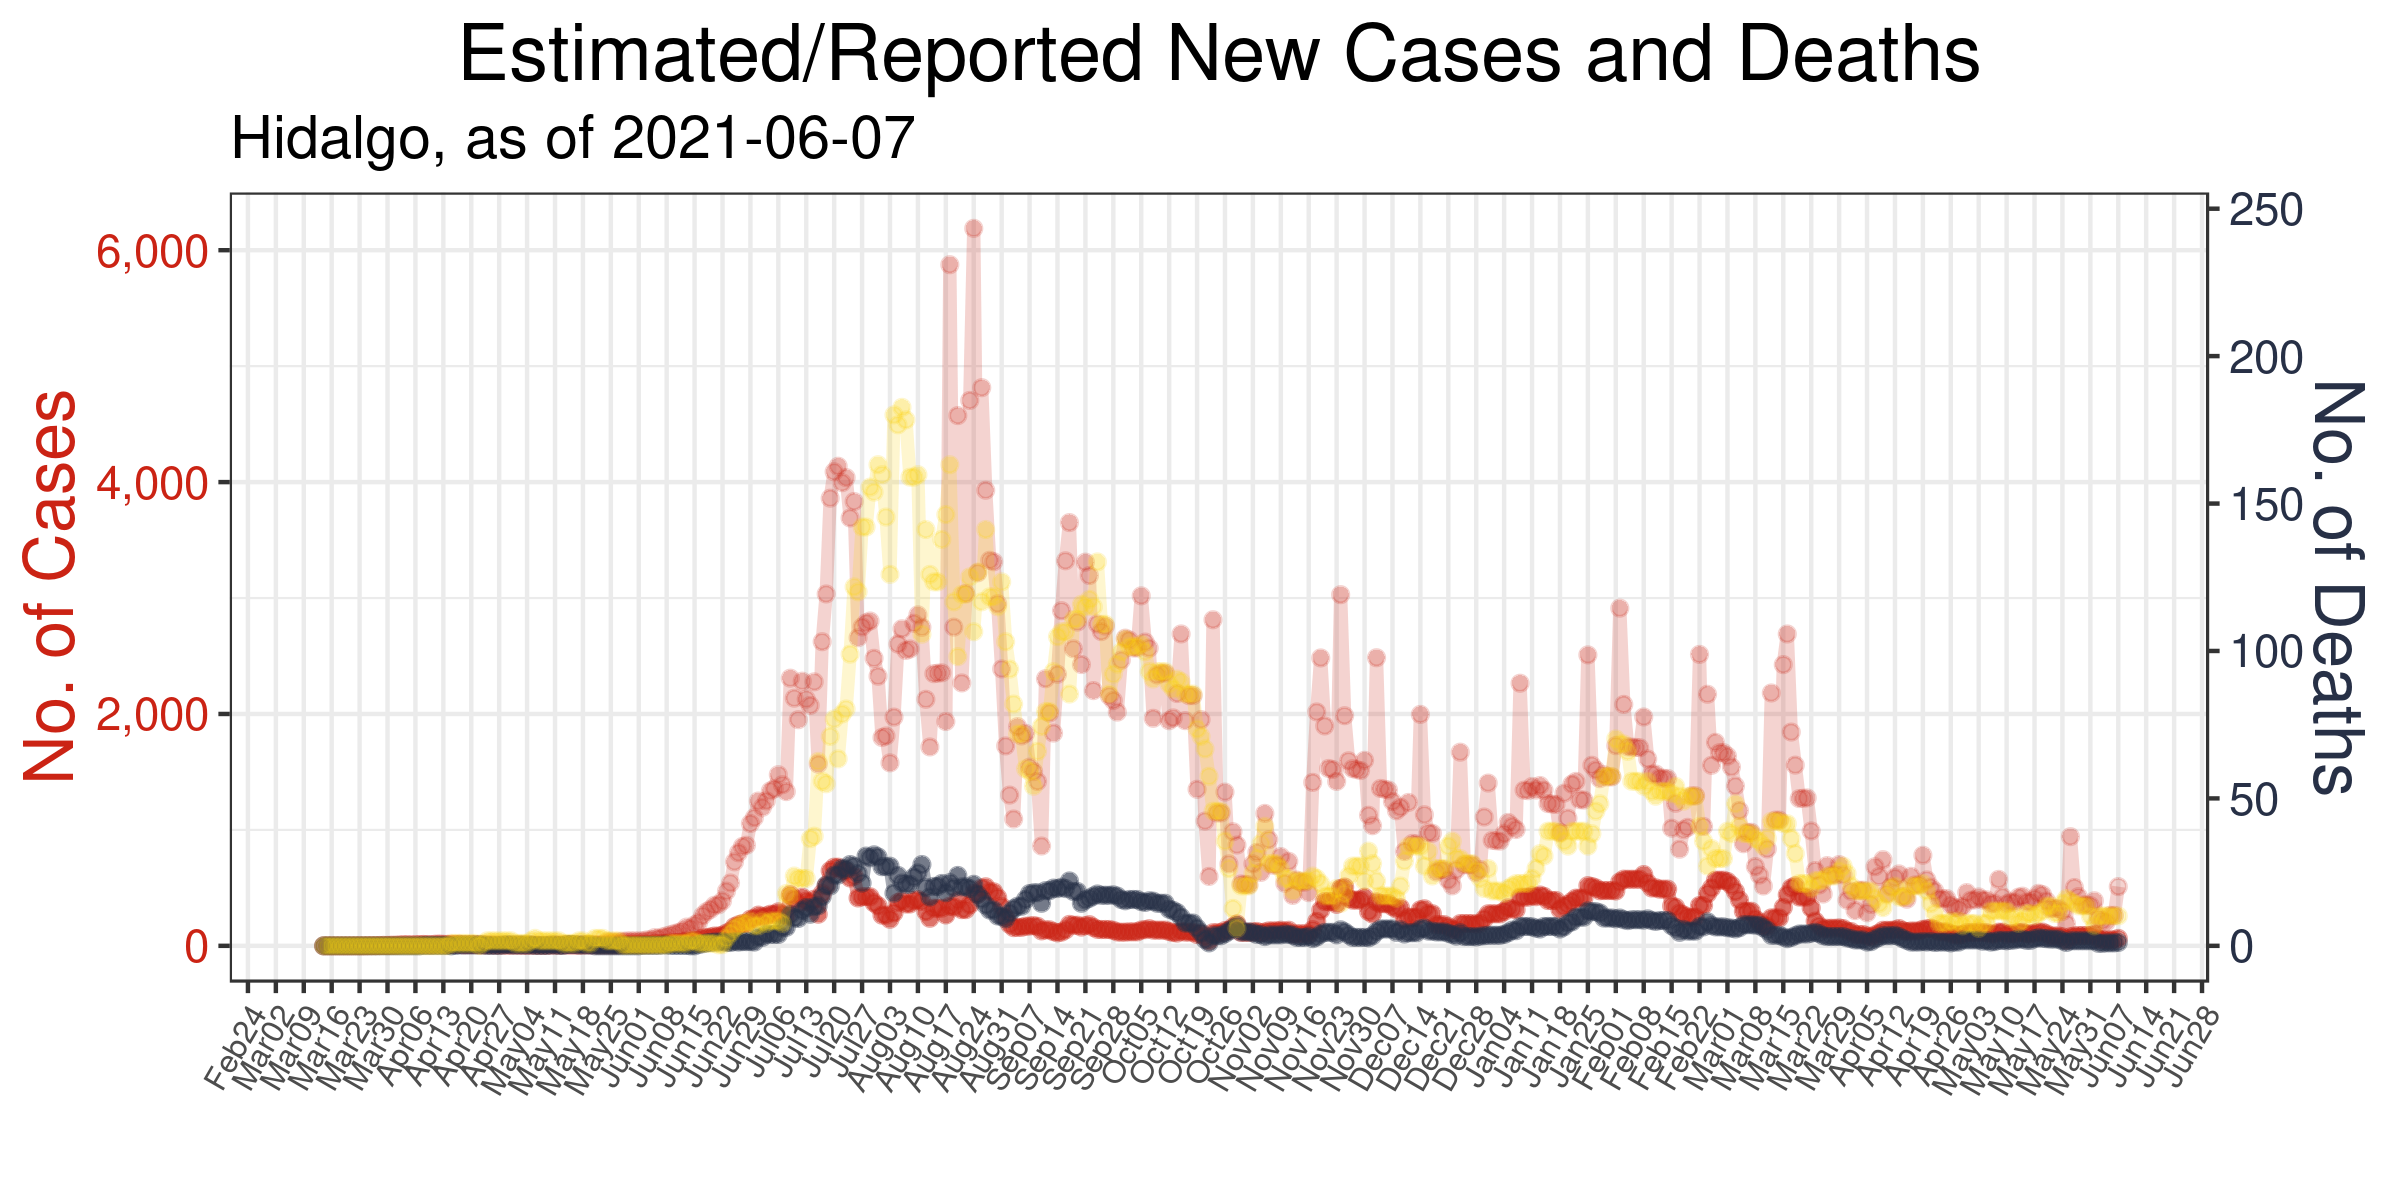 Estimated/Reported New Cases and Deaths
Hidalgo, as of 2021-06-07
No. of Cases
6,000
4,000
2,000
0
250
200
150
100
50
0
No. of Deaths
Feb24
Mar02
Mar09
Mar16
Mar23
Mar30
Apr06
Apr13
Apr20
Apr27
May04
May11
May18
May25
Jun01
Jun08
Jun15
Jun22
Jun29
Jul06
Jul13
Jul20
Jul27
Aug03
Aug10
Aug17
Aug24
Aug31
Sep07
Sep14
Sep21
Sep28
Oct05
Oct12
Oct19
Oct26
Nov02
Nov09
Nov16
Nov23
Nov30
Dec07
Dec14
Dec21
Dec28
Dec04
Jan11
Jan18
Jan25
Feb01
Feb08
Feb15
Feb22
Mar01
Mar08
Mar15
Mar22
Mar29
Apr05
Apr12
Apr19
Apr26
May03
May10
May17
May24
May31
May07
Jun14
Jun21
Jun28